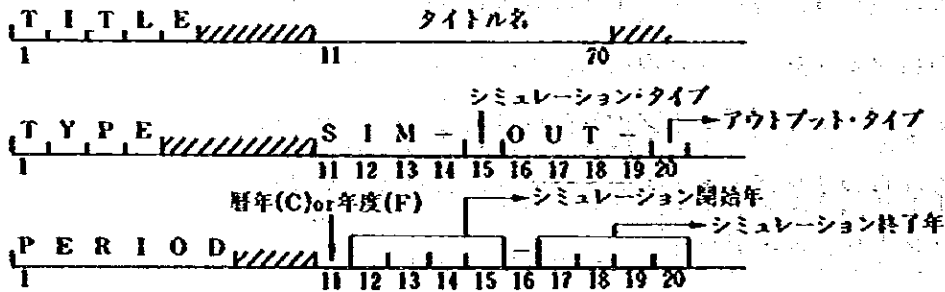 T I T L E タイトル名
1 11 70
シミュレーション・タイプ
T Y P E S I M - O U T - アウトプット・タイプ
1 11 12 13 14 15 16 17 18 19 20
暦年(C)or年度(F) シミュレーション開始年
シミュレーション終了年
P E R I O D -
1 11 12 13 14 15 16 17 18 19 20